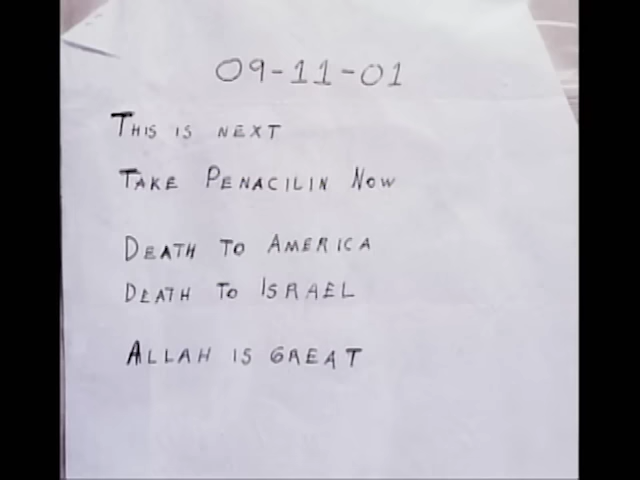 09-11-01
THIS IS NEXT
TAKE PENACILIN NOW
DEATH TO AMERICA
DEATH TO ISRAEL
ALLAH IS GREAT